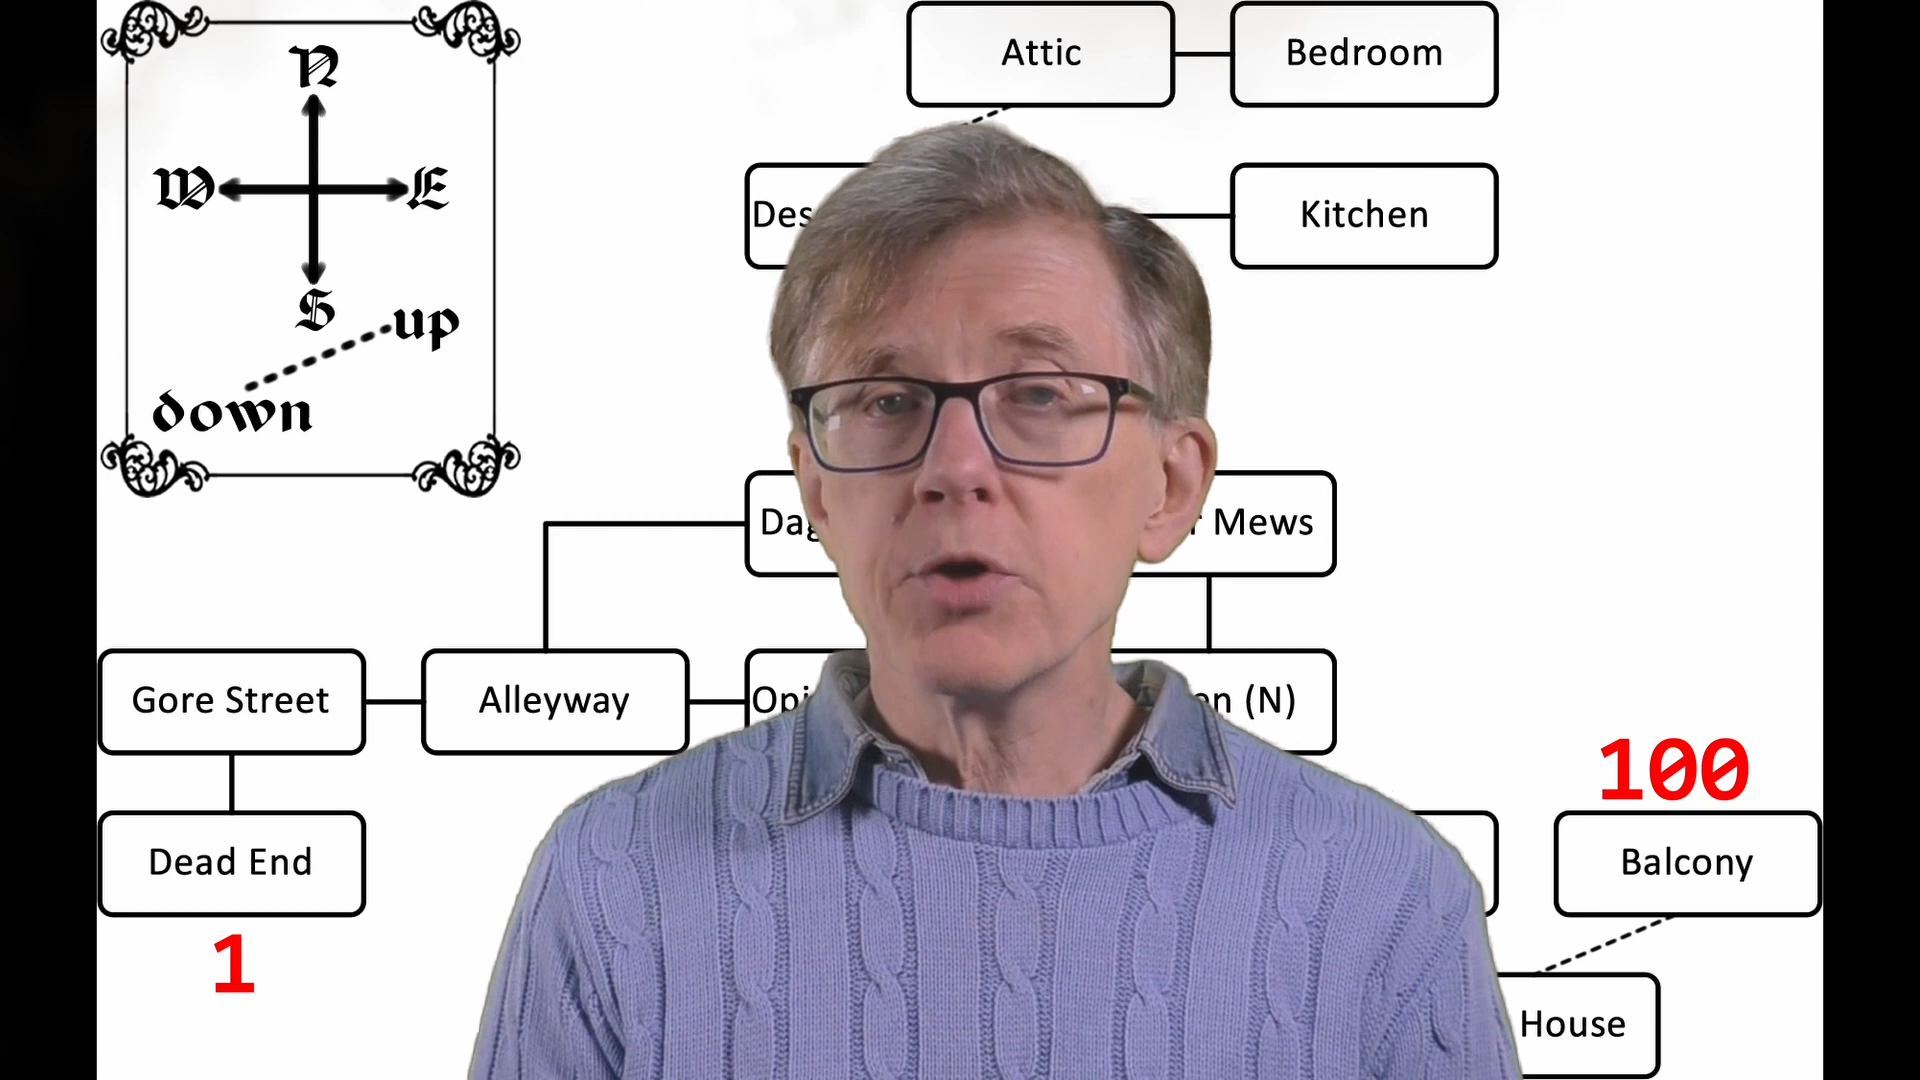 N
W
E
S
up
down
Attic
Bedroom
Kitchen
Mews
Gore Street
Alleyway
(N)
Dead End
1
100
Balcony
House